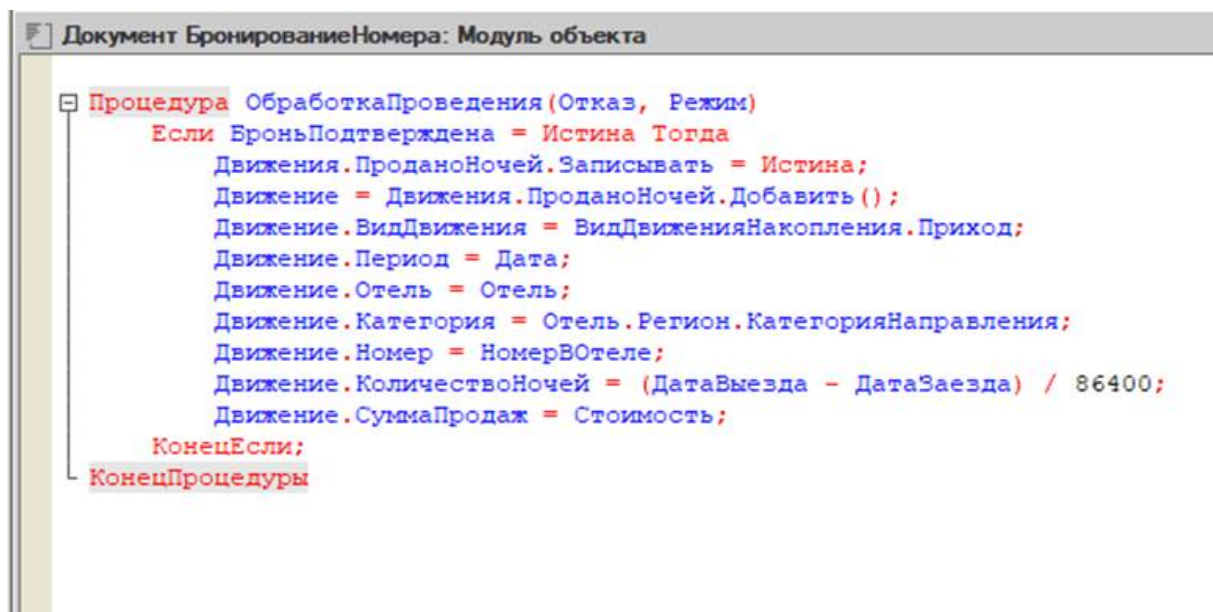 Документ БронированиеНомера: Модуль объекта
Процедура ОбработкаПроведения(Отказ, Режим)
Если БроньПодтверждена = Истина Тогда
Движения.ПроданоНочей.Записывать = Истина;
Движение = Движения.ПроданоНочей.Добавить();
Движение.ВидДвижения = ВидДвиженияНакопления.Приход;
Движение.Период = Дата;
Движение.Отель = Отель;
Движение.Категория = Отель.Регион.КатегорияНаправления;
Движение.Номер = НомерВОтеле;
Движение.КоличествоНочей = (ДатаВыезда - ДатаЗаезда) / 86400;
Движение.СуммаПродаж = Стоимость;
КонецЕсли;
КонецПроцедуры